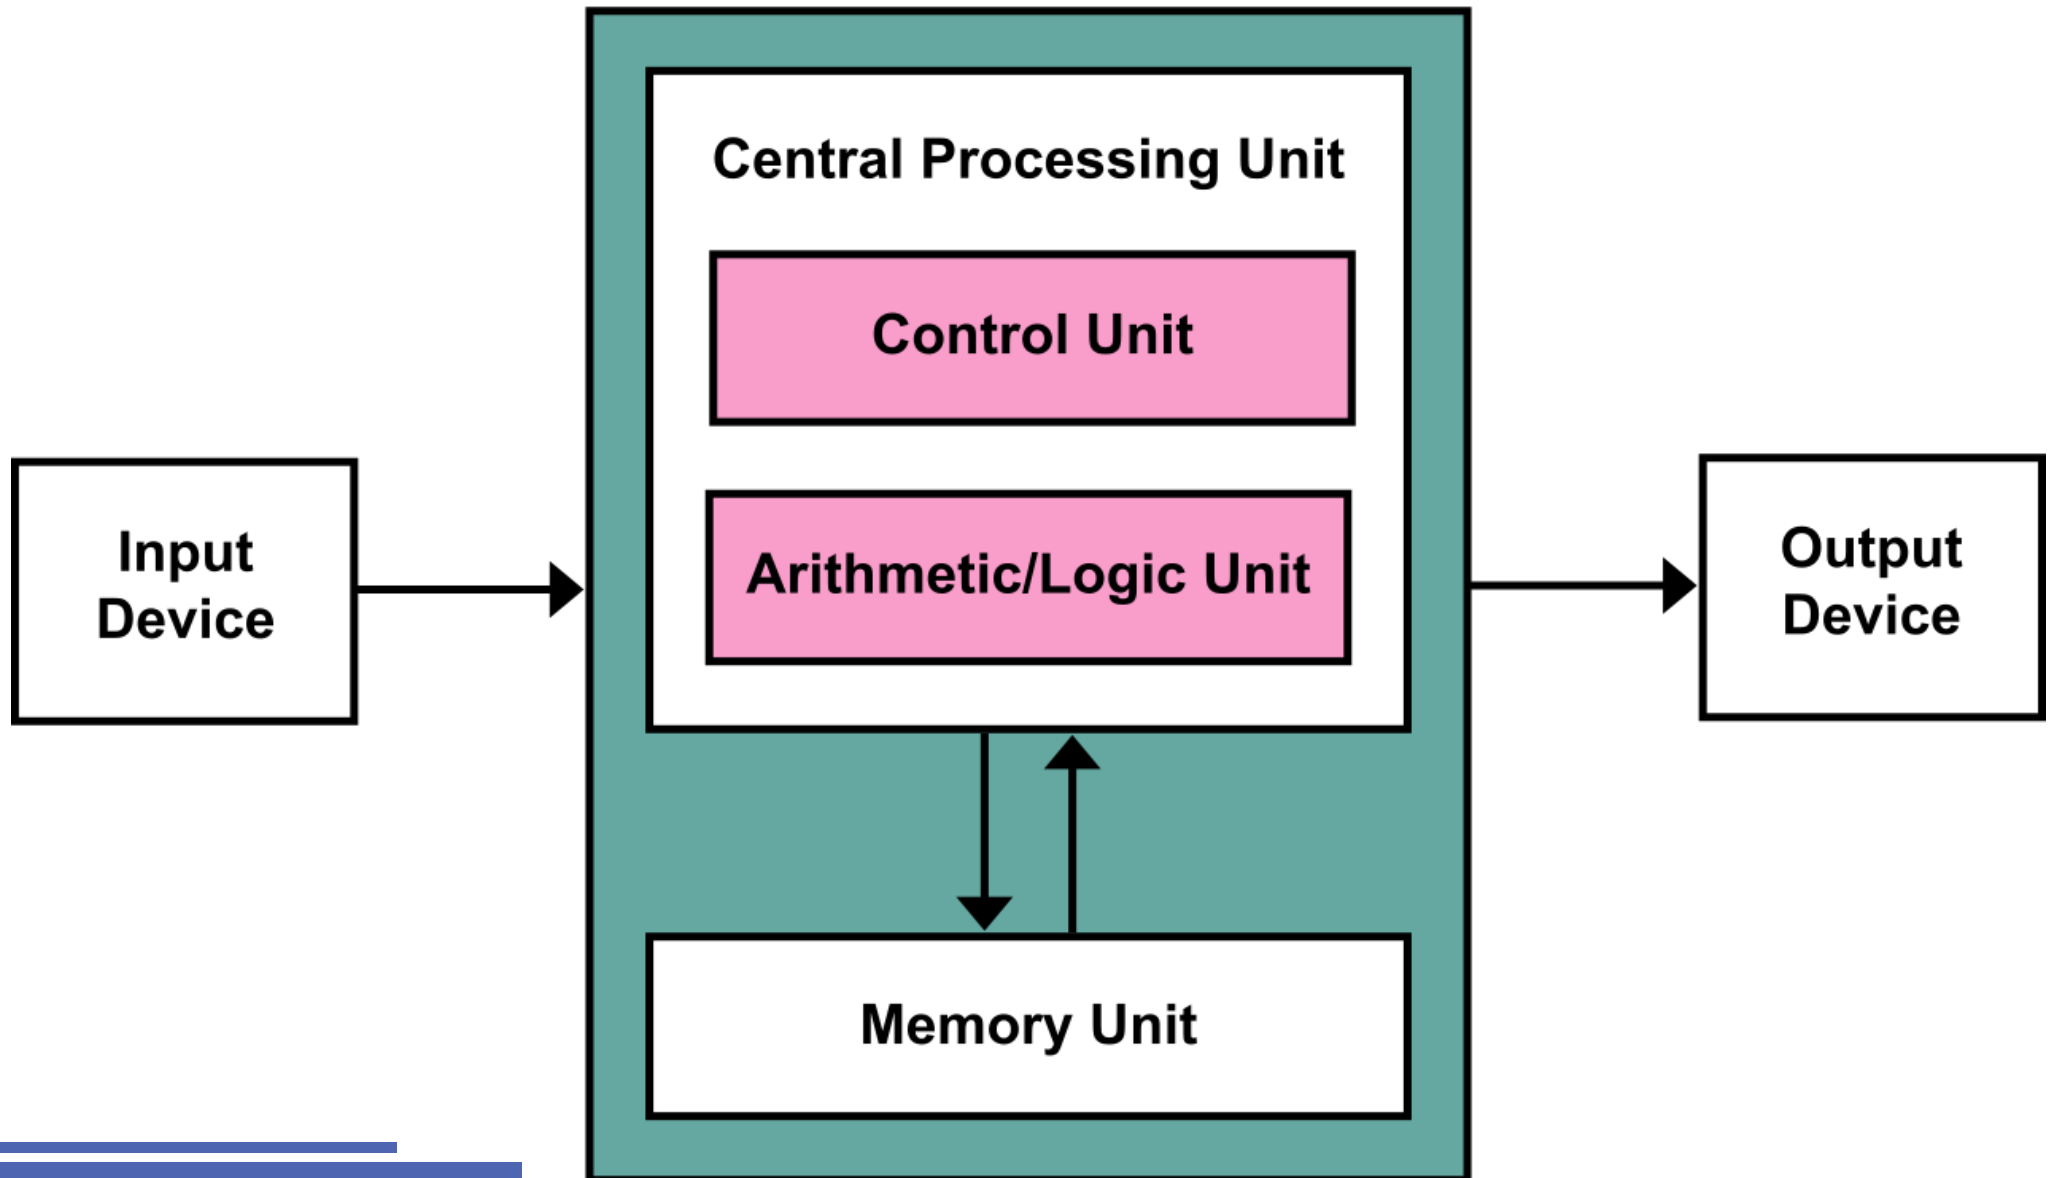 Central Processing Unit
Control Unit
Arithmetic/Logic Unit
Input
Device
Output
Device
Memory Unit